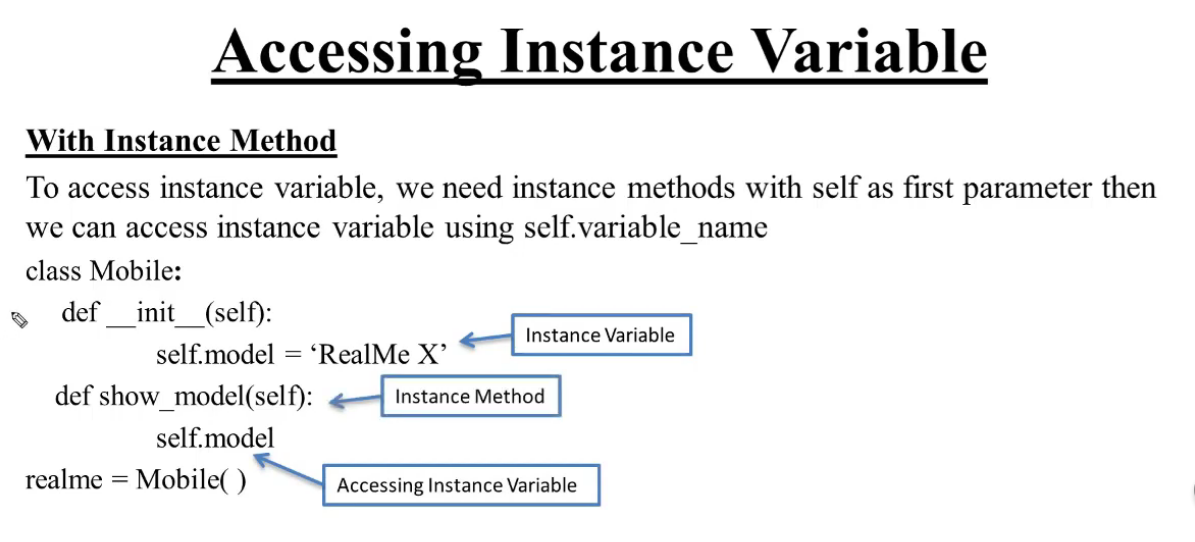 Accessing Instance Variable
With Instance Method
To access instance variable, we need instance methods with self as first parameter then
we can access instance variable using self.variable_name
class Mobile:
def __init__(self):
Instance Variable
self.model = ‘RealMe X’
def show_model(self):
Instance Method
self.model
realme = Mobile( )
Accessing Instance Variable